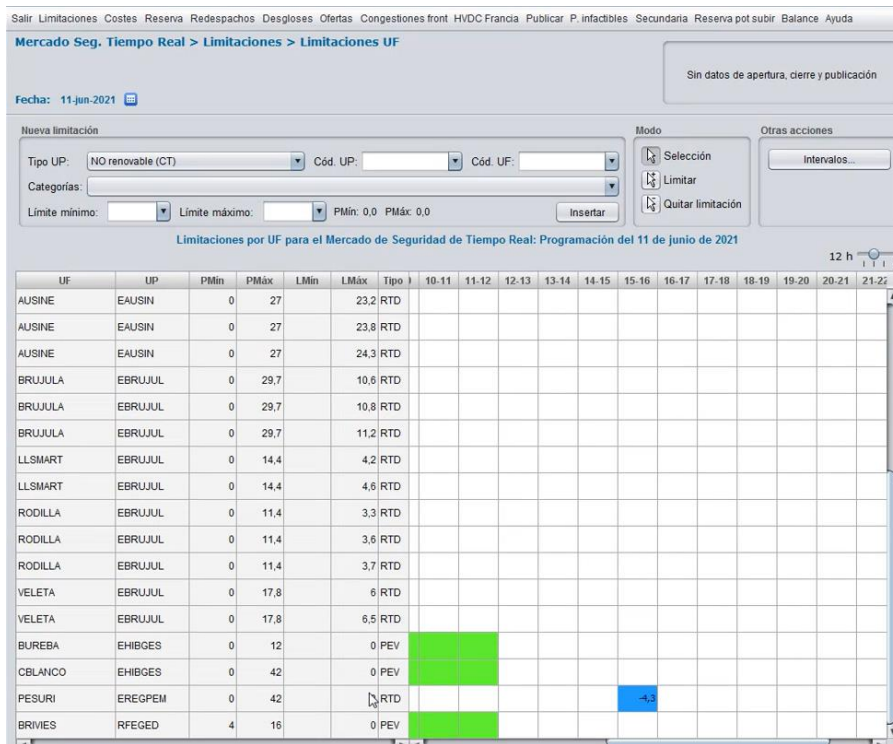 Salir Limitaciones Costes Reserva Redespachos Desgloses Ofertas Congestiones front HVDC Francia Publicar P. infactibles Secundaria Reserva pot subir Balance Ayuda
Mercado Seg. Tiempo Real > Limitaciones > Limitaciones UF
Sin datos de apertura, cierre y publicación
Fecha: 11-jun-2021
Nueva limitación Modo Otras acciones
Tipo UP: NO renovable (CT) Cód. UP: Cód. UF: Selección Intervalos...
Categorías: Limitar
Límite mínimo: Límite máximo: PMín: 0,0 PMáx: 0,0 Insertar Quitar limitación
Limitaciones por UF para el Mercado de Seguridad de Tiempo Real: Programación del 11 de junio de 2021
12 h
UF UP PMín PMáx LMín LMáx Tipo 10-11 11-12 12-13 13-14 14-15 15-16 16-17 17-18 18-19 19-20 20-21 21-22
AUSINE EAUSIN 0 27 23,2 RTD
AUSINE EAUSIN 0 27 23,8 RTD
AUSINE EAUSIN 0 27 24,3 RTD
BRUJULA EBRUJUL 0 29,7 10,6 RTD
BRUJULA EBRUJUL 0 29,7 10,8 RTD
BRUJULA EBRUJUL 0 29,7 11,2 RTD
LLSMART EBRUJUL 0 14,4 4,2 RTD
LLSMART EBRUJUL 0 14,4 4,6 RTD
RODILLA EBRUJUL 0 11,4 3,3 RTD
RODILLA EBRUJUL 0 11,4 3,6 RTD
RODILLA EBRUJUL 0 11,4 3,7 RTD
VELETA EBRUJUL 0 17,8 6 RTD
VELETA EBRUJUL 0 17,8 6,5 RTD
BUREBA EHIBGES 0 12 0 PEV
CBLANCO EHIBGES 0 42 0 PEV
PESURI EREGPEM 0 42 RTD -4,3
BRIVIES RFEGED 4 16 0 PEV